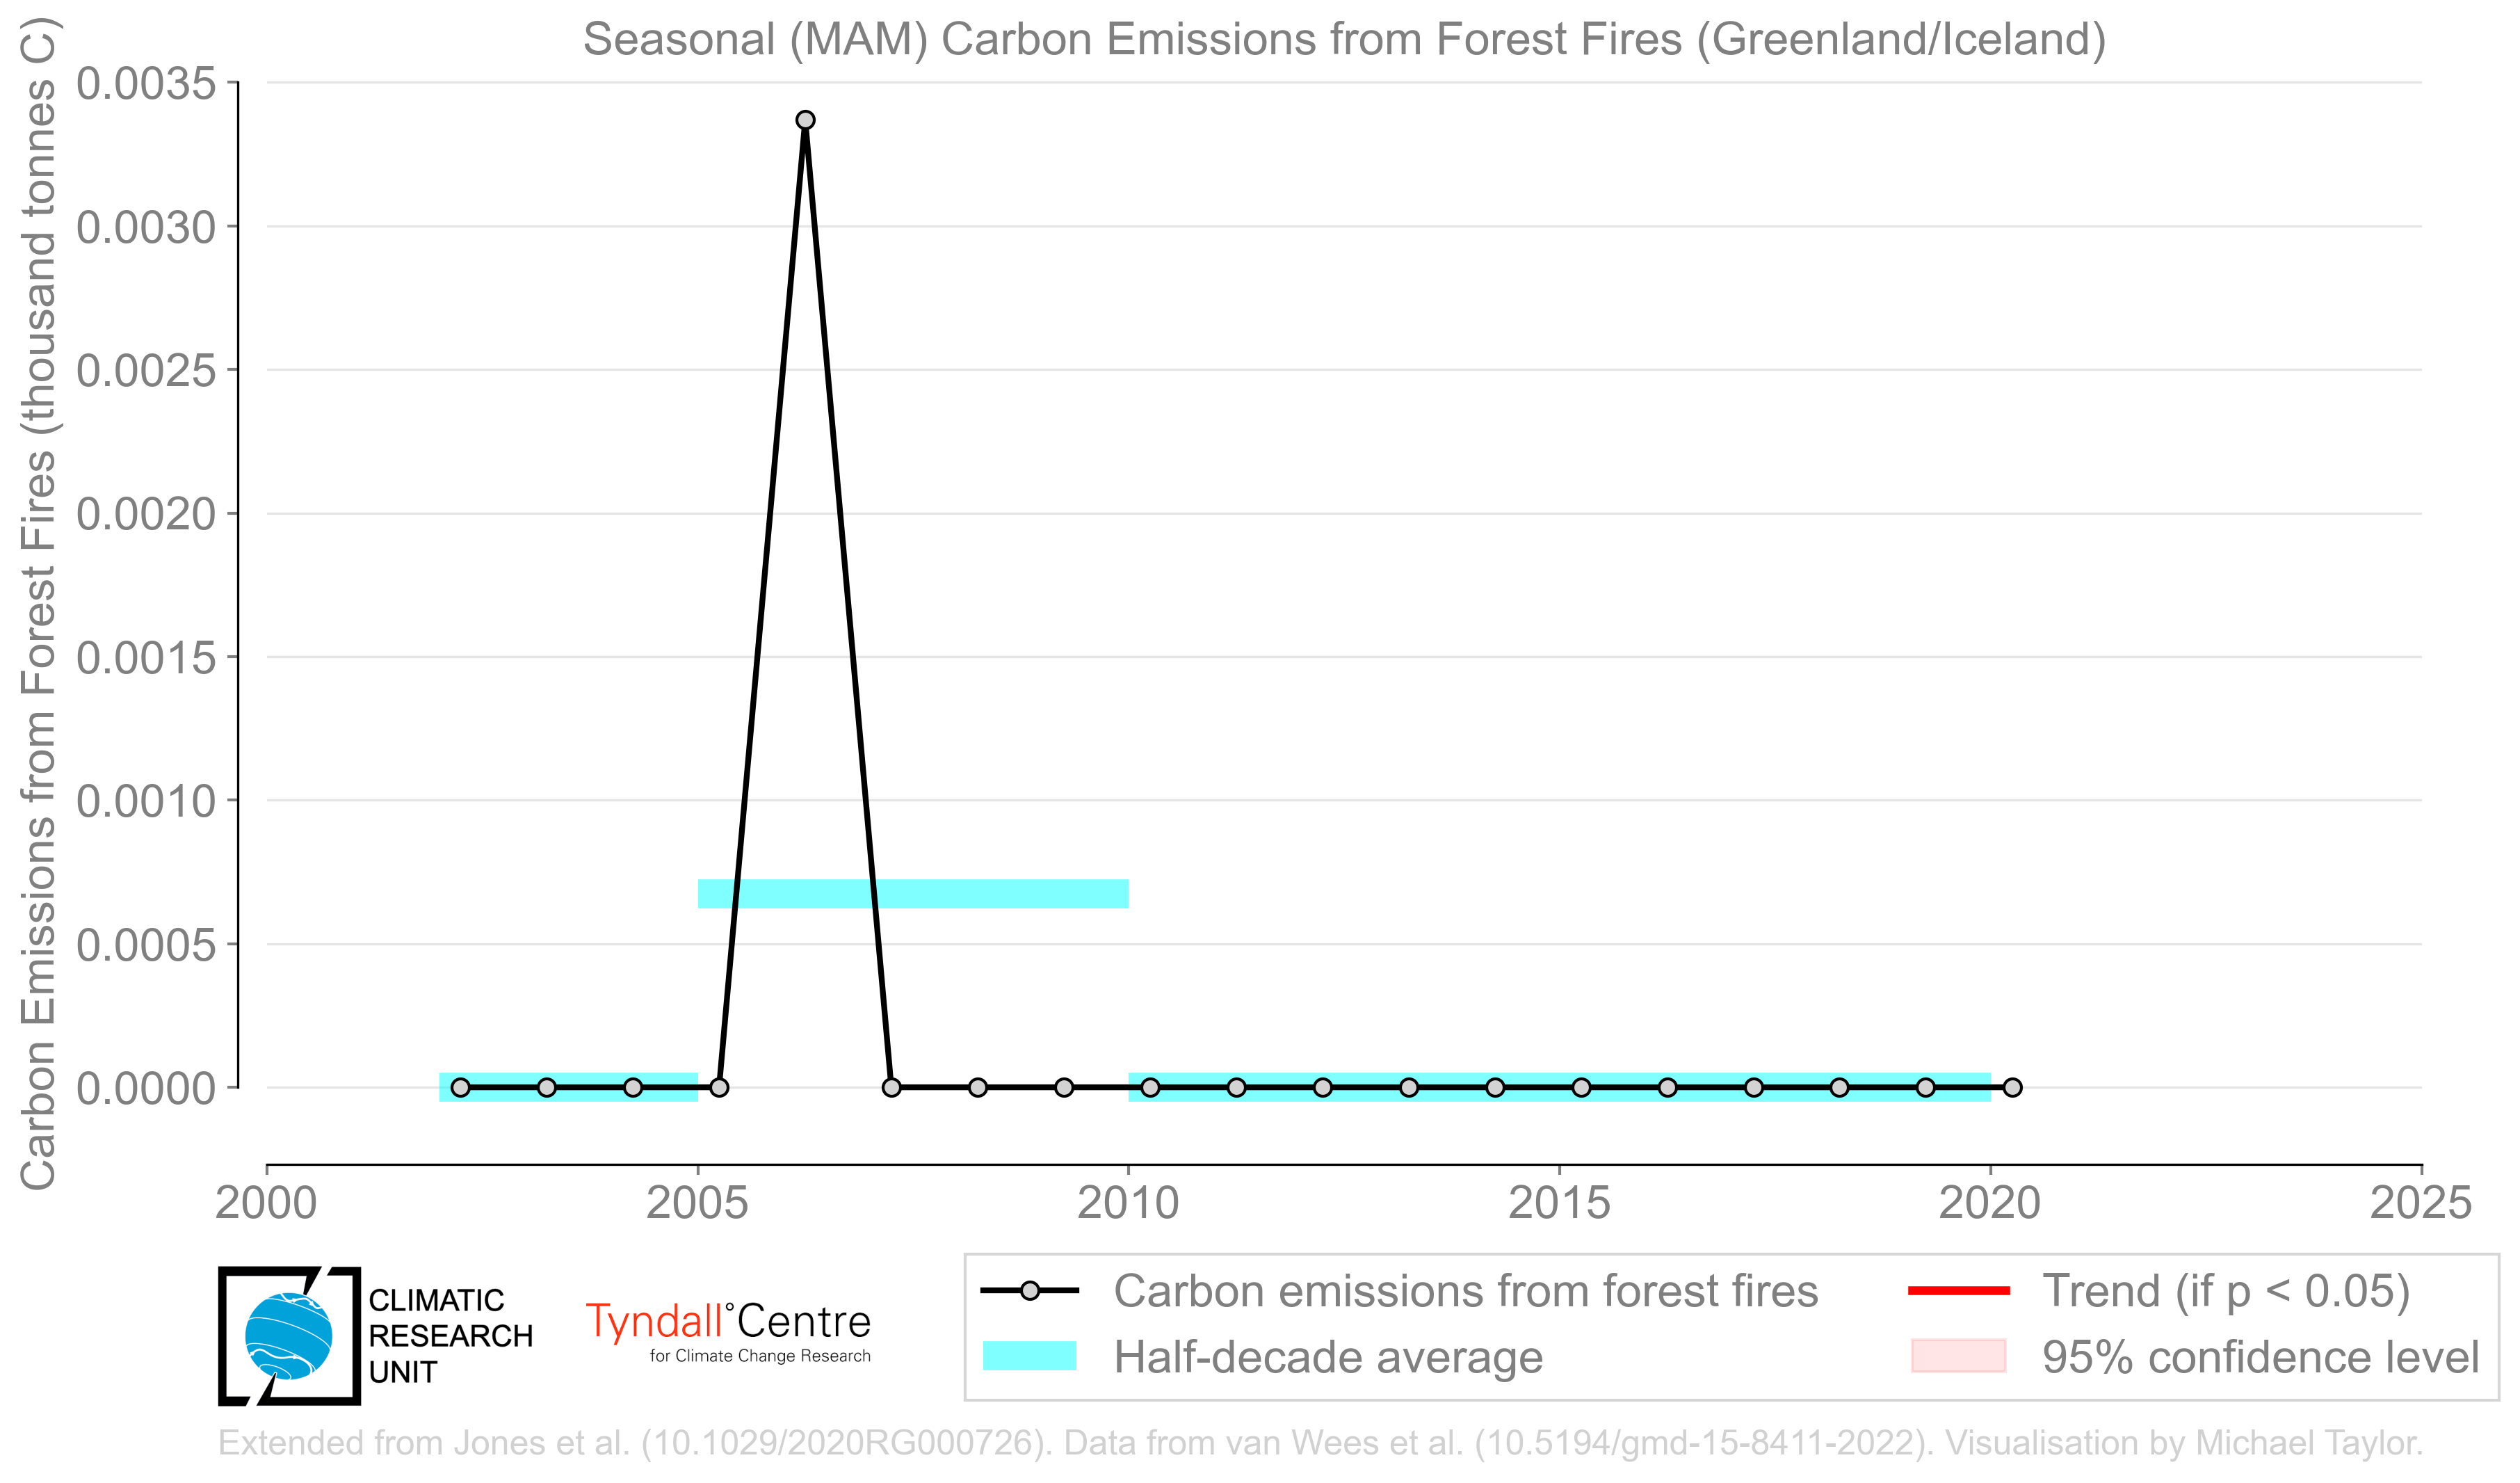 Seasonal (MAM) Carbon Emissions from Forest Fires (Greenland/Iceland)
Carbon Emissions from Forest Fires (thousand tonnes C)
0.0035
0.0030
0.0025
0.0020
0.0015
0.0010
0.0005
0.0000
2000 2005 2010 2015 2020 2025
CLIMATIC
RESEARCH
UNIT
Tyndall°Centre
for Climate Change Research
Carbon emissions from forest fires
Half-decade average
Trend (if p < 0.05)
95% confidence level
Extended from Jones et al. (10.1029/2020RG000726). Data from van Wees et al. (10.5194/gmd-15-8411-2022). Visualisation by Michael Taylor.